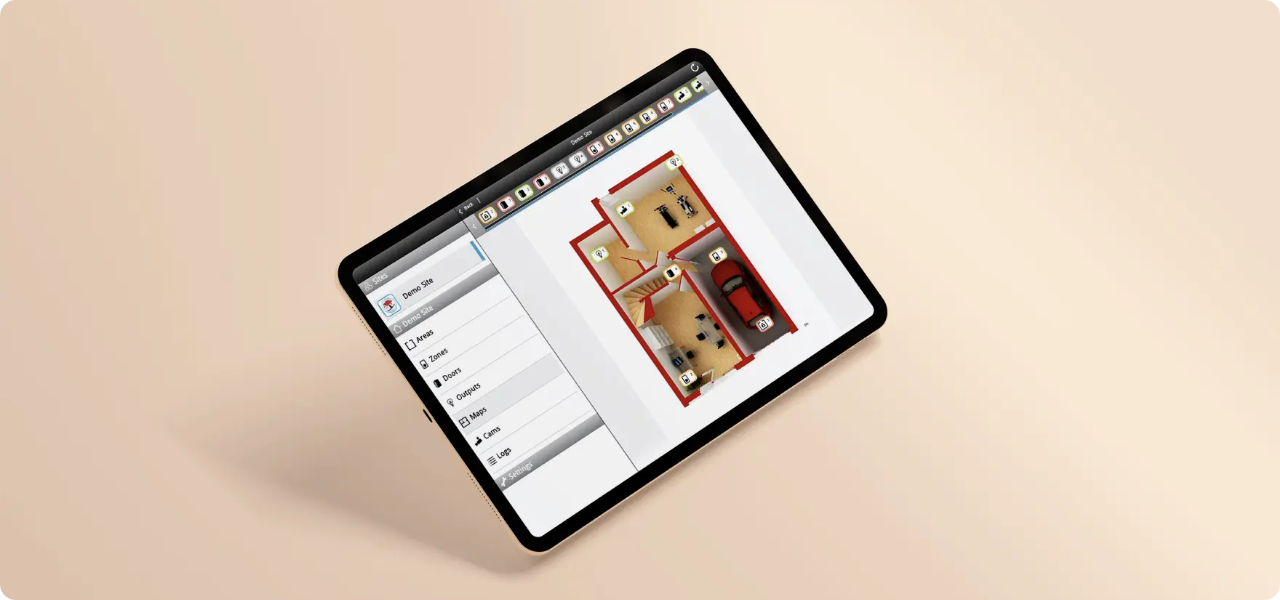 Demo Site
Back
Sites
Demo Site
Demo Site
Areas
Zones
Doors
Outputs
Maps
Cams
Logs
Settings